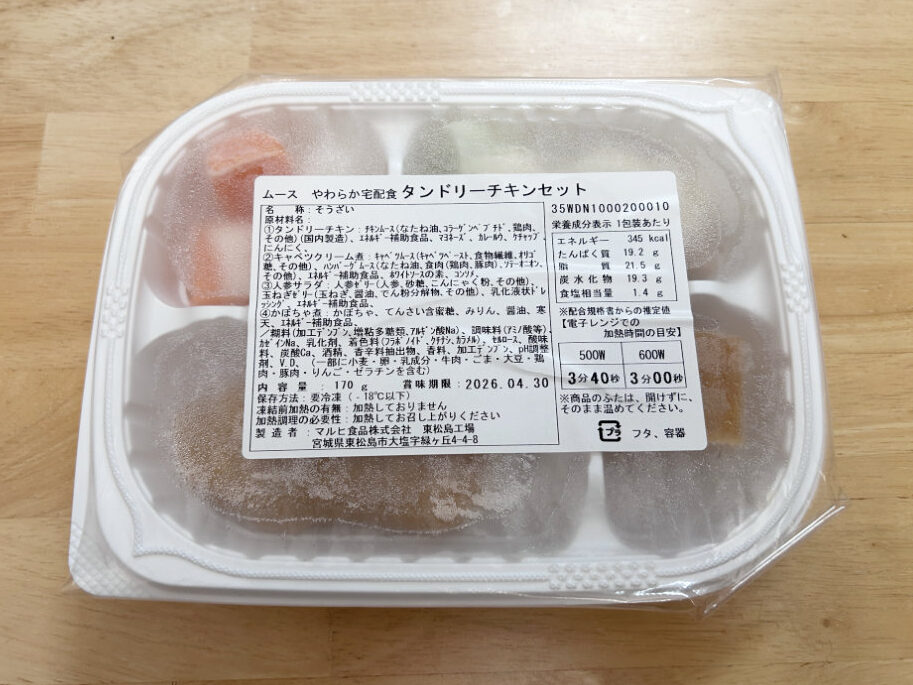 ムース やわらか宅配食 タンドリーチキンセット
名 称:そうざい
原材料名:
①タンドリーチキン:チキンムース(なたね油、コラーゲンペプチド、鶏肉、
その他)(国内製造)、エネルギー補助食品、マヨネーズ、カレールウ、ケチャップ、
にんにく、
②キャベツクリーム煮:キャベツムース(キャベツペースト、食物繊維、オリゴ
糖、その他)、ハンバーグムース(なたね油、食肉(鶏肉、豚肉)、ソテーオニオン、
その他)、エネルギー補助食品、ホワイトソースの素、コンソメ、
③人参サラダ:人参ゼリー(人参、砂糖、こんにゃく粉、その他)、
玉ねぎゼリー(玉ねぎ、醤油、でん粉分解物、その他)、乳化液状ドレ
ッシング、エネルギー補助食品、
④かぼちゃ煮:かぼちゃ、てんさい含蜜糖、みりん、醤油、寒
天、エネルギー補助食品、
/糊料(加工デンプン、増粘多糖類、アルギン酸Na)、調味料(アミノ酸等)、
カゼインNa、乳化剤、着色料(フラボノイド、クチナシ、カラメル)、セルロース、酸味
料、炭酸Ca、酒精、香辛料抽出物、香料、加工デンプン、pH調整
剤、V.D、(一部に小麦・卵・乳成分・牛肉・ごま・大豆・鶏
肉・豚肉・りんご・ゼラチンを含む)
内 容 量: 170 g 賞味期限:2026.04.30
保存方法:要冷凍(-18℃以下)
凍結前加熱の有無:加熱しておりません
加熱調理の必要性:加熱してお召し上がりください
製 造 者:マルヒ食品株式会社 東松島工場
宮城県東松島市大塩字緑ヶ丘4-4-8
35WDN1000200010
栄養成分表示 1包装あたり
エネルギー 345 kcal
たんぱく質 19.2 g
脂 質 21.5 g
炭水化物 19.3 g
食塩相当量 1.4 g
※配合規格書からの推定値
【電子レンジでの
加熱時間の目安】
500W 600W
3分40秒 3分00秒
※商品のふたは、開けずに、
そのまま温めてください。
プラ フタ、容器